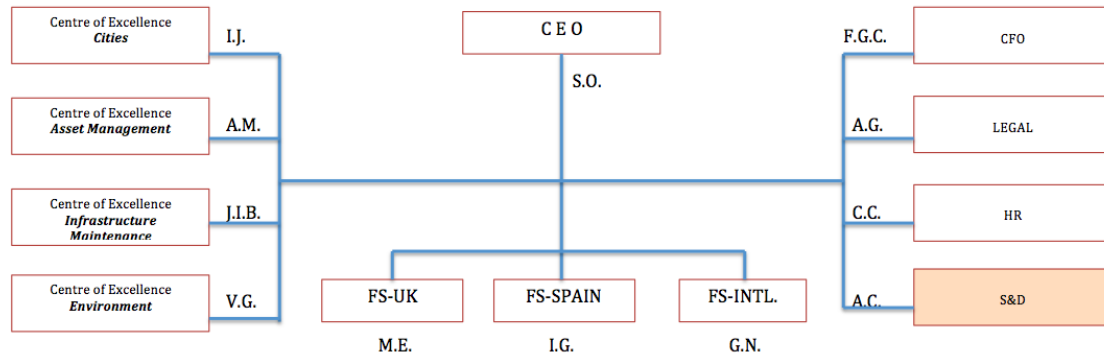 Centre of Excellence
Cities
I.J.
C E O
F.G.C.
CFO
S.O.
Centre of Excellence
Asset Management
A.M.
A.G.
LEGAL
Centre of Excellence
Infrastructure
Maintenance
J.I.B.
C.C.
HR
Centre of Excellence
Environment
V.G.
FS-UK
FS-SPAIN
FS-INTL.
A.C.
S&D
M.E.
I.G.
G.N.